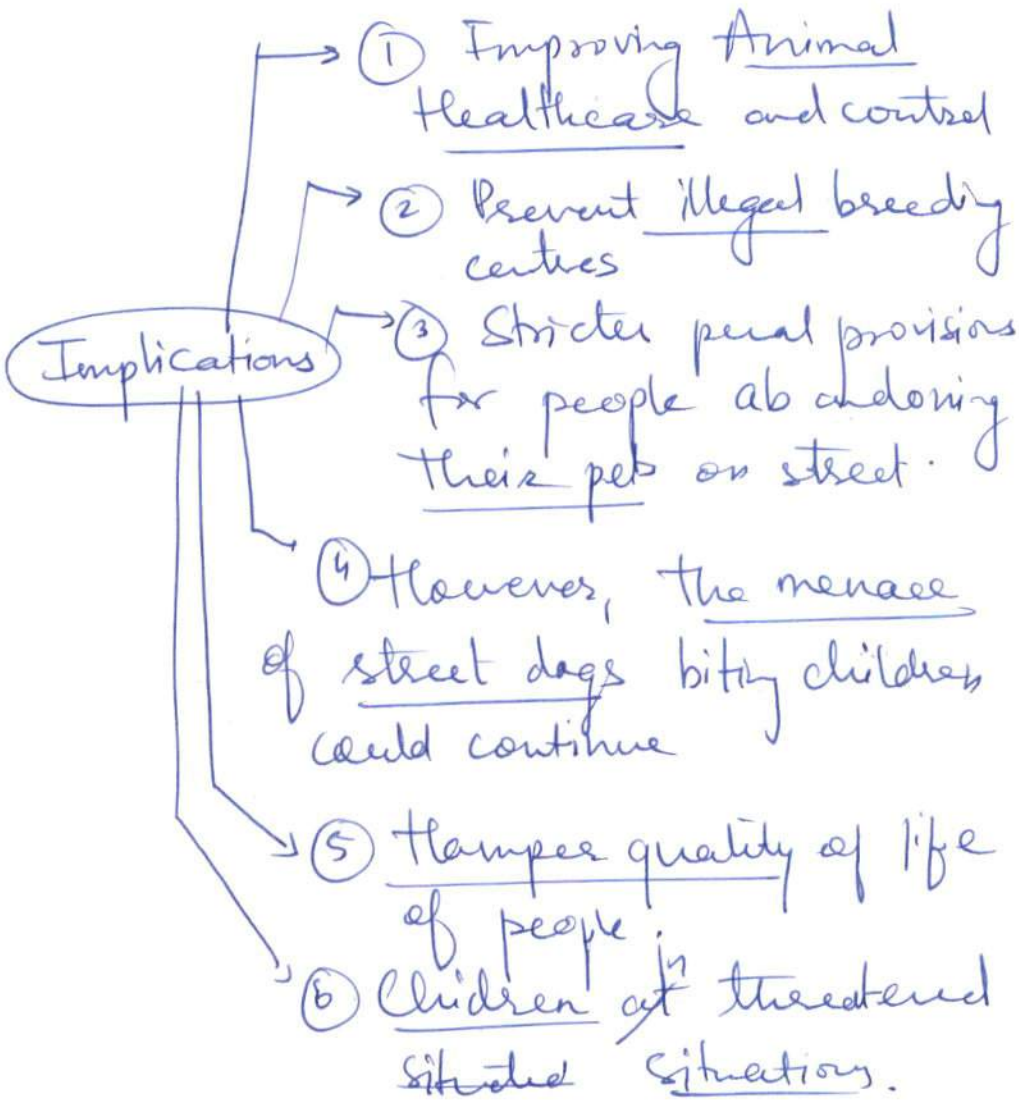 Implications
① Improving Animal
Healthcare and control
② Prevent illegal breeding
centres
③ Stricter penal provisions
for people abandoning
their pets on street.
④ However, the menace
of street dogs biting children
could continue
⑤ Hamper quality of life
of people.
⑥ Chidren in threatened
situations.